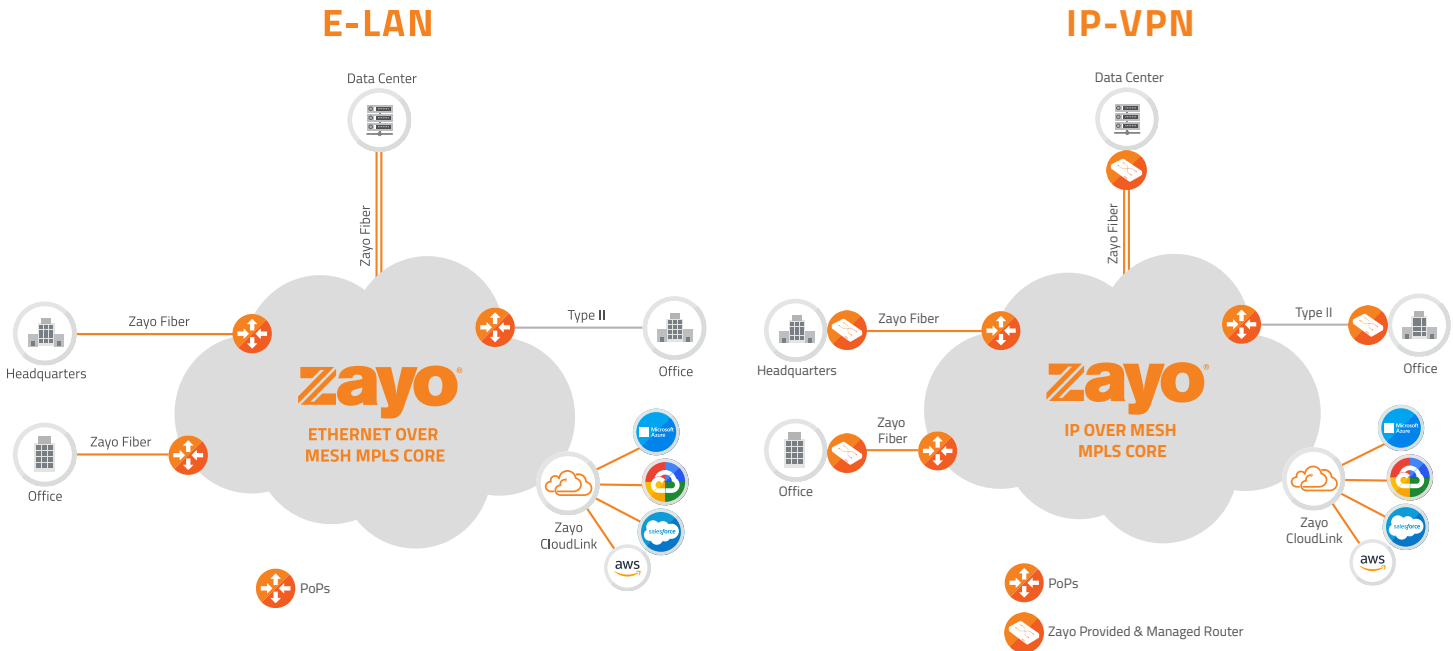 E-LAN
Data Center
Zayo Fiber
Zayo Fiber
Headquarters
Type II
Office
zayo®
ETHERNET OVER
MESH MPLS CORE
Zayo Fiber
Office
Microsoft
Azure
salesforce
aws
Zayo
CloudLink
PoPs
IP-VPN
Data Center
Zayo Fiber
Zayo Fiber
Headquarters
Type II
Office
zayo®
IP OVER MESH
MPLS CORE
Zayo
Fiber
Office
Microsoft
Azure
salesforce
aws
Zayo
CloudLink
PoPs
Zayo Provided & Managed Router